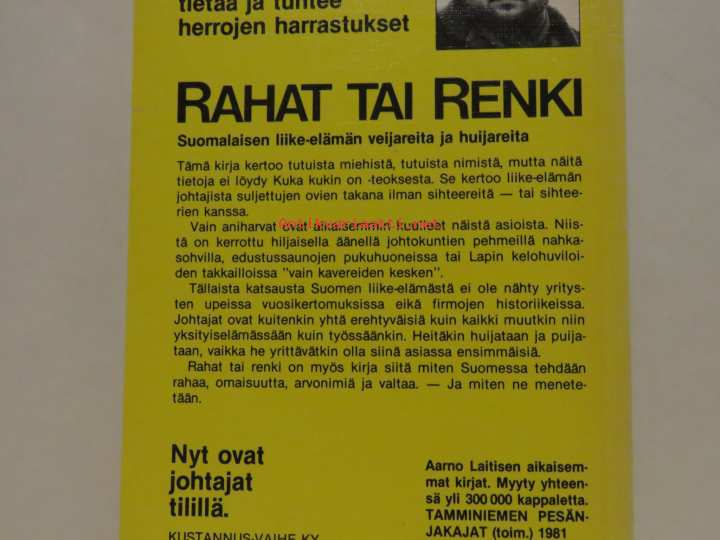 tietää ja tuntee
herrojen harrastukset
RAHAT TAI RENKI
Suomalaisen liike-elämän veijareita ja huijareita
Tämä kirja kertoo tutuista miehistä, tutuista nimistä, mutta näitä
tietoja ei löydy Kuka kukin on -teoksesta. Se kertoo liike-elämän
johtajista suljettujen ovien takana ilman sihteereitä — tai sihtee-
rien kanssa.
Vain aniharvat ovat aikaisemmin kuulleet näistä asioista. Niis-
tä on kerrottu hiljaisella äänellä johtokuntien pehmeillä nahka-
sohvilla, edustussaunojen pukuhuoneissa tai Lapin kelohuviloi-
den takkailloissa "vain kavereiden kesken".
Tällaista katsausta Suomen liike-elämästä ei ole nähty yritys-
ten upeissa vuosikertomuksissa eikä firmojen historiikeissa.
Johtajat ovat kuitenkin yhtä erehtyväisiä kuin kaikki muutkin niin
yksityiselämässään kuin työssäänkin. Heitäkin huijataan ja puija-
taan, vaikka he yrittävätkin olla siinä asiassa ensimmäisiä.
Rahat tai renki on myös kirja siitä miten Suomessa tehdään
rahaa, omaisuutta, arvonimiä ja valtaa. — Ja miten ne menete-
tään.
Nyt ovat
johtajat
tilillä.
KUSTANNUS-VAIHE KY
Aarno Laitisen aikaisem-
mat kirjat. Myyty yhteen-
sä yli 300 000 kappaletta.
TAMMINIEMEN PESÄN-
JAKAJAT (toim.) 1981